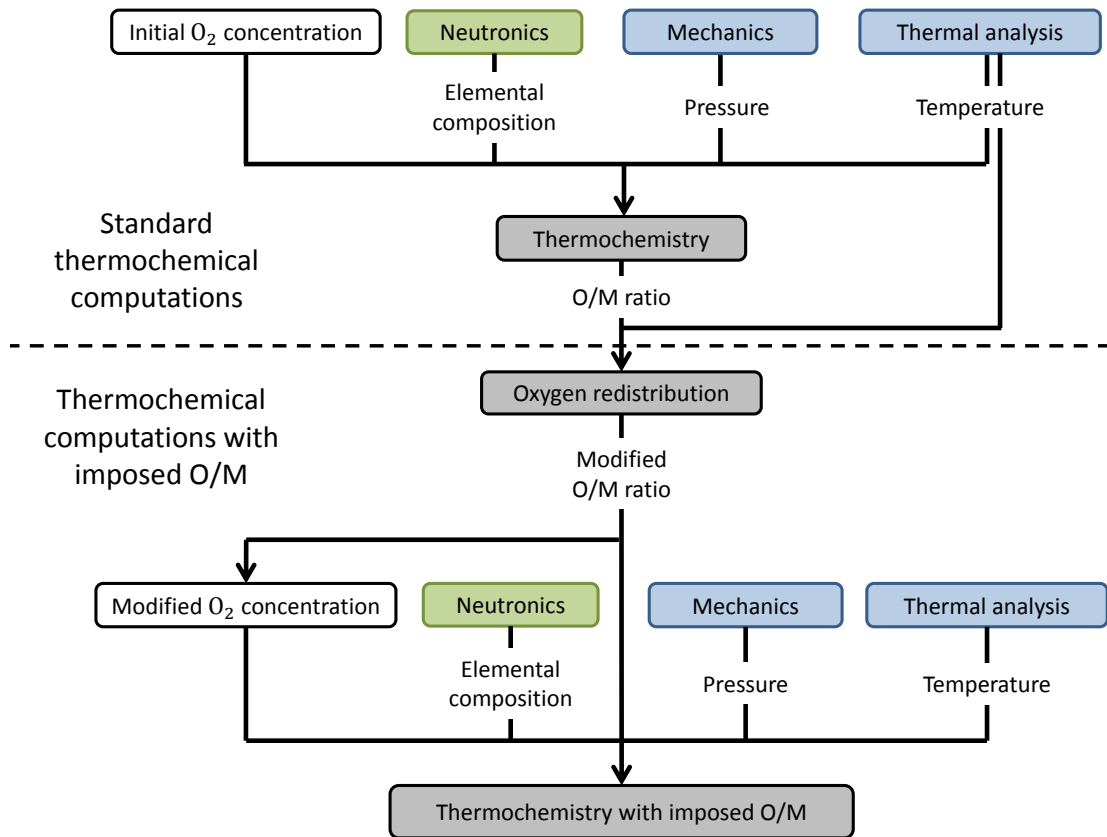 Initial O₂ concentration
Neutronics
Mechanics
Thermal analysis
Elemental
composition
Pressure
Temperature
Standard
thermochemical
computations
Thermochemistry
O/M ratio
Thermochemical
computations with
imposed O/M
Oxygen redistribution
Modified
O/M ratio
Modified O₂ concentration
Neutronics
Mechanics
Thermal analysis
Elemental
composition
Pressure
Temperature
Thermochemistry with imposed O/M